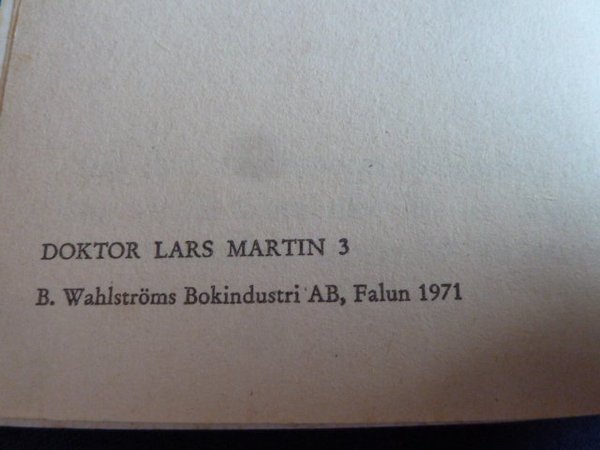 DOKTOR LARS MARTIN 3
B. Wahlströms Bokindustri AB, Falun 1971